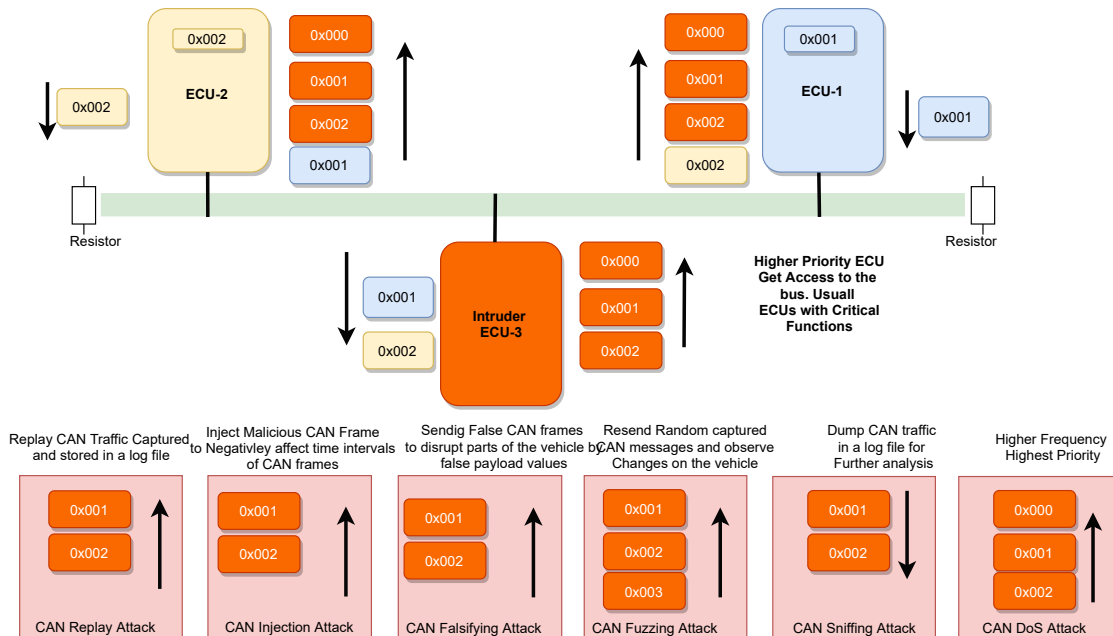 0x002
ECU-2
0x002
0x000
0x001
0x002
0x001
0x000
0x001
0x002
0x002
0x001
ECU-1
0x001
Resistor
Resistor
0x001
0x002
Intruder
ECU-3
0x000
0x001
0x002
Higher Priority ECU
Get Access to the
bus. Usuall
ECUs with Critical
Functions
Replay CAN Traffic Captured
and stored in a log file
0x001
0x002
CAN Replay Attack
Inject Malicious CAN Frame
to Negativley affect time intervals
of CAN frames
0x001
0x002
CAN Injection Attack
Sendig False CAN frames
to disrupt parts of the vehicle by
false payload values
0x001
0x002
CAN Falsifying Attack
Resend Random captured
CAN messages and observe
Changes on the vehicle
0x001
0x002
0x003
CAN Fuzzing Attack
Dump CAN traffic
in a log file for
Further analysis
0x001
0x002
CAN Sniffing Attack
Higher Frequency
Highest Priority
0x000
0x001
0x002
CAN DoS Attack